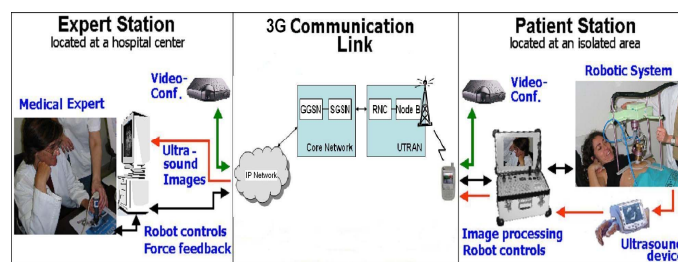 Expert Station
located at a hospital center
Video-
Conf.
Medical Expert
Ultra-
sound
Images
Robot controls
Force feedback
3G Communication
Link
GGSN
SGSN
Core Network
RNC
Node B
UTRAN
IP Network
Patient Station
located at an isolated area
Video-
Conf.
Robotic System
Image processing
Robot controls
Ultrasound
device